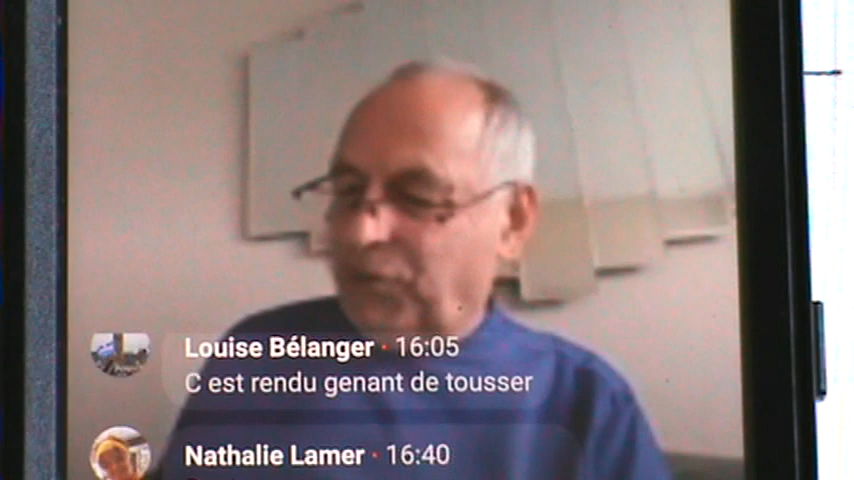 Louise Bélanger · 16:05
C est rendu genant de tousser
Nathalie Lamer · 16:40